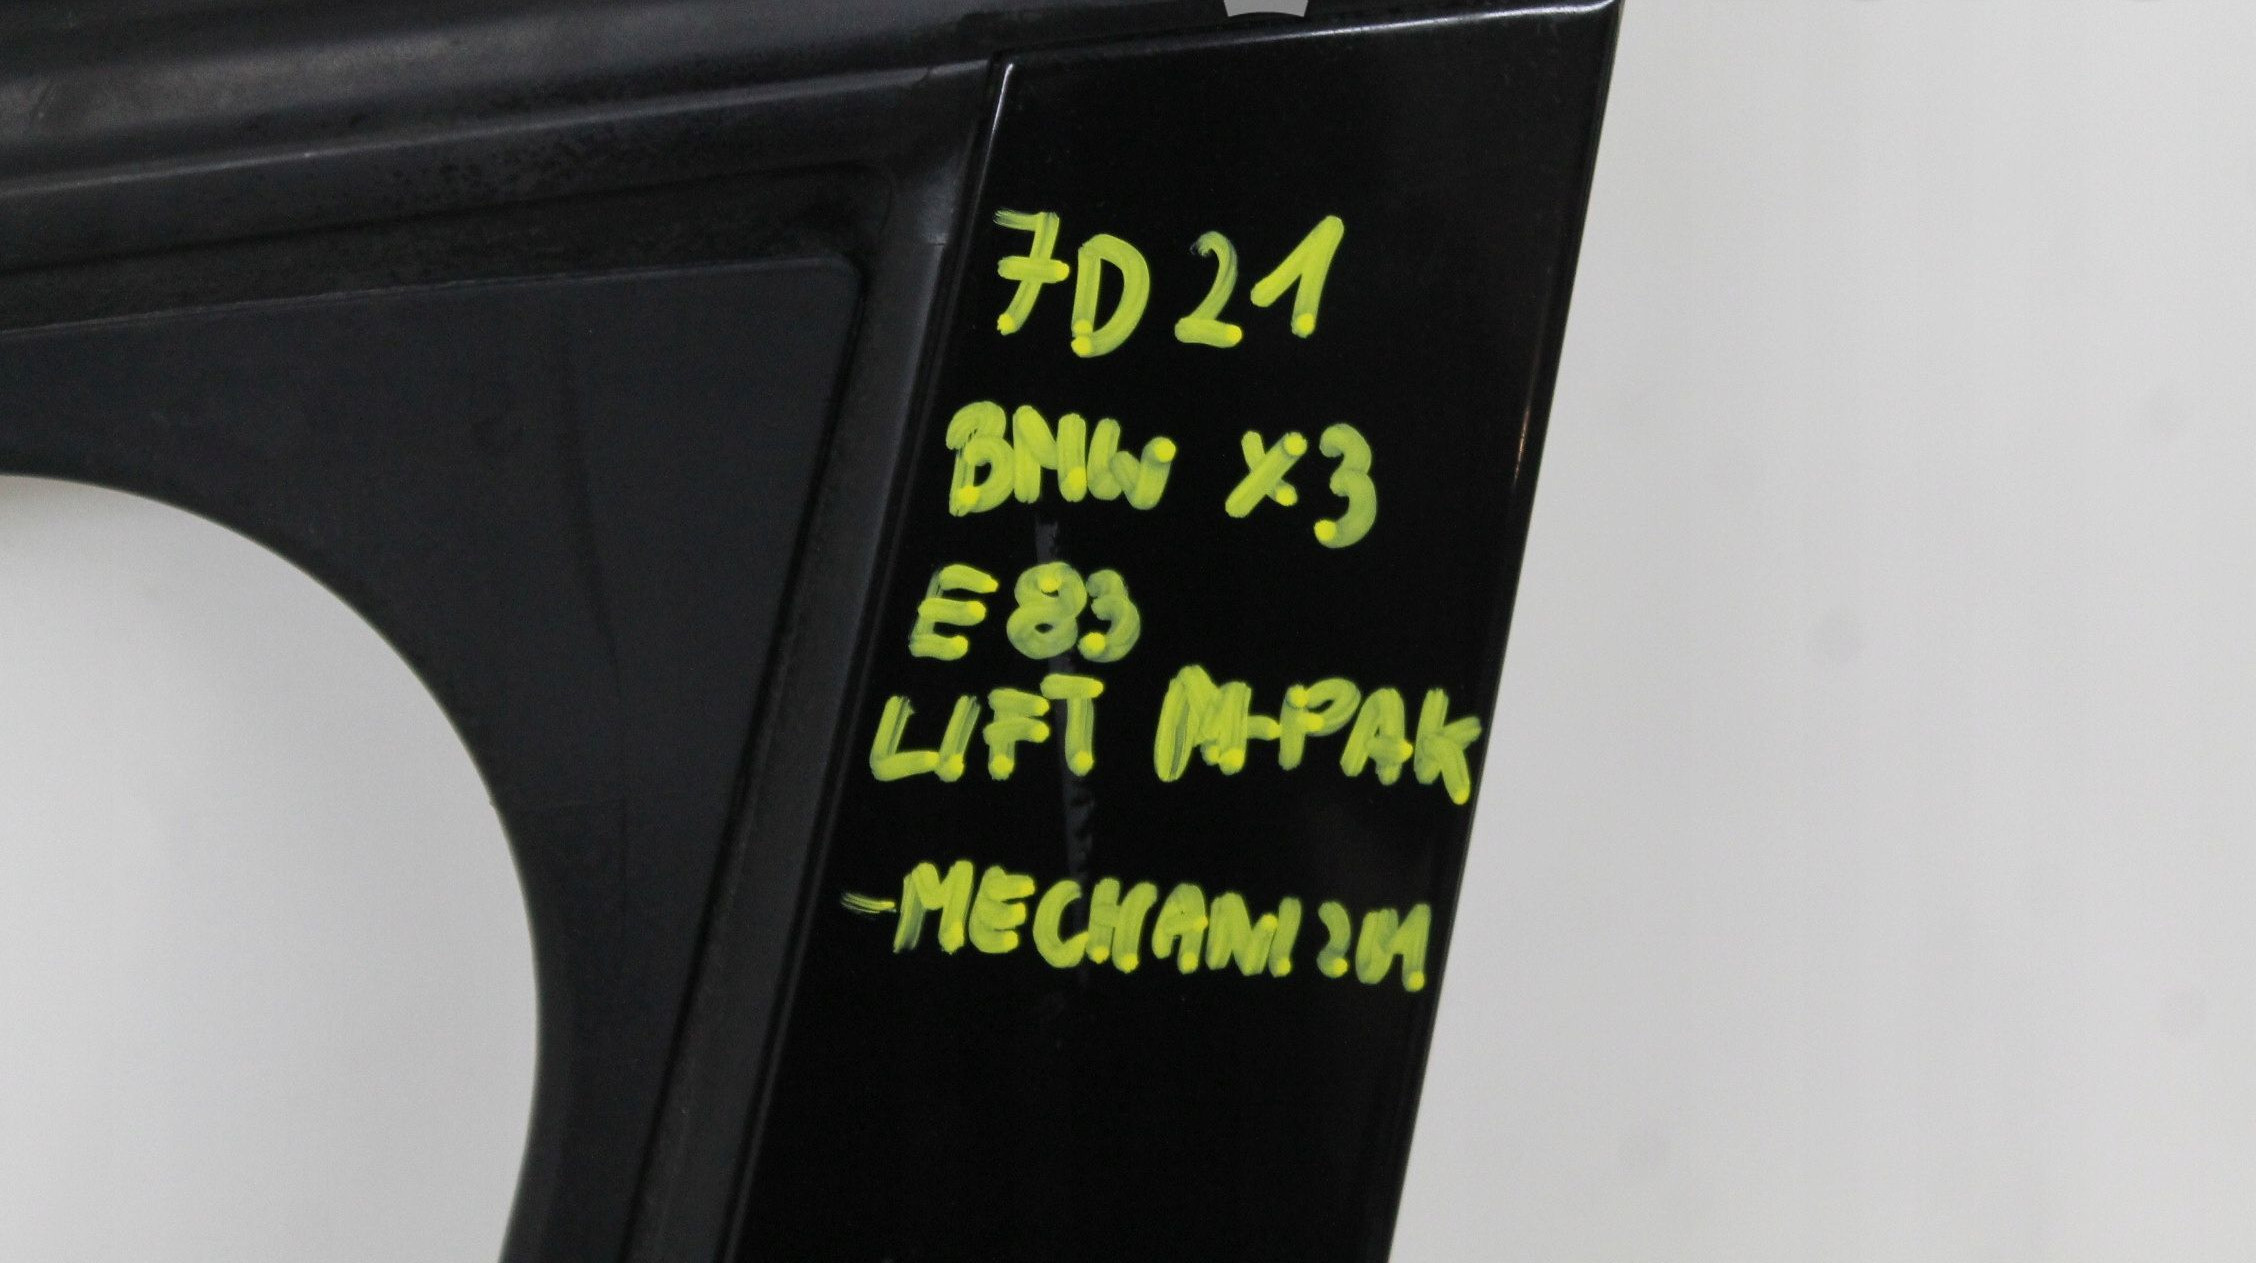 7D21
BMW X3
E83
LIFT M-PAK
-MECHANIZM